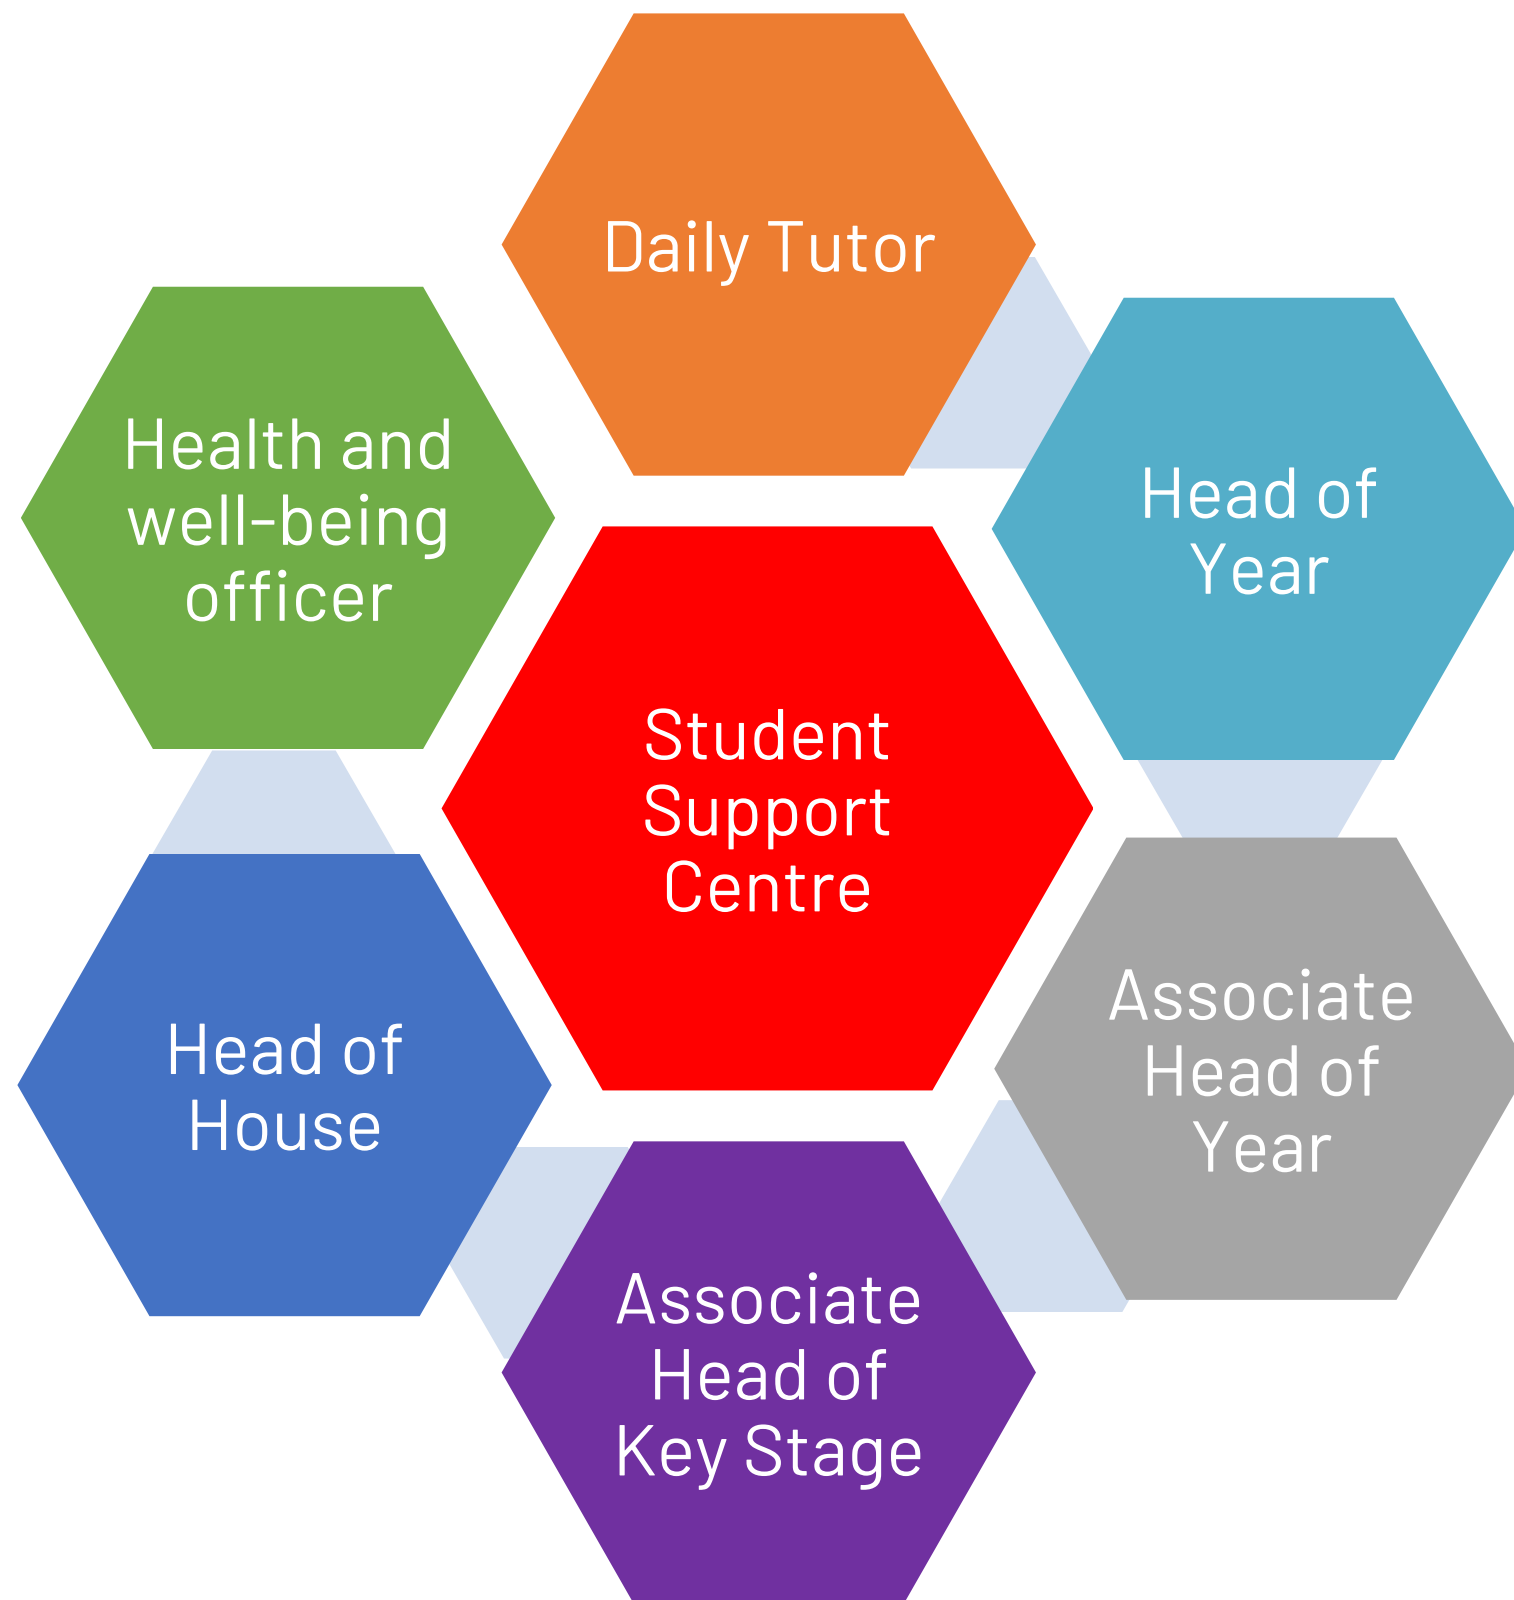 Daily Tutor
Head of
Year
Associate
Head of
Year
Associate
Head of
Key Stage
Head of
House
Health and
well-being
officer
Student
Support
Centre